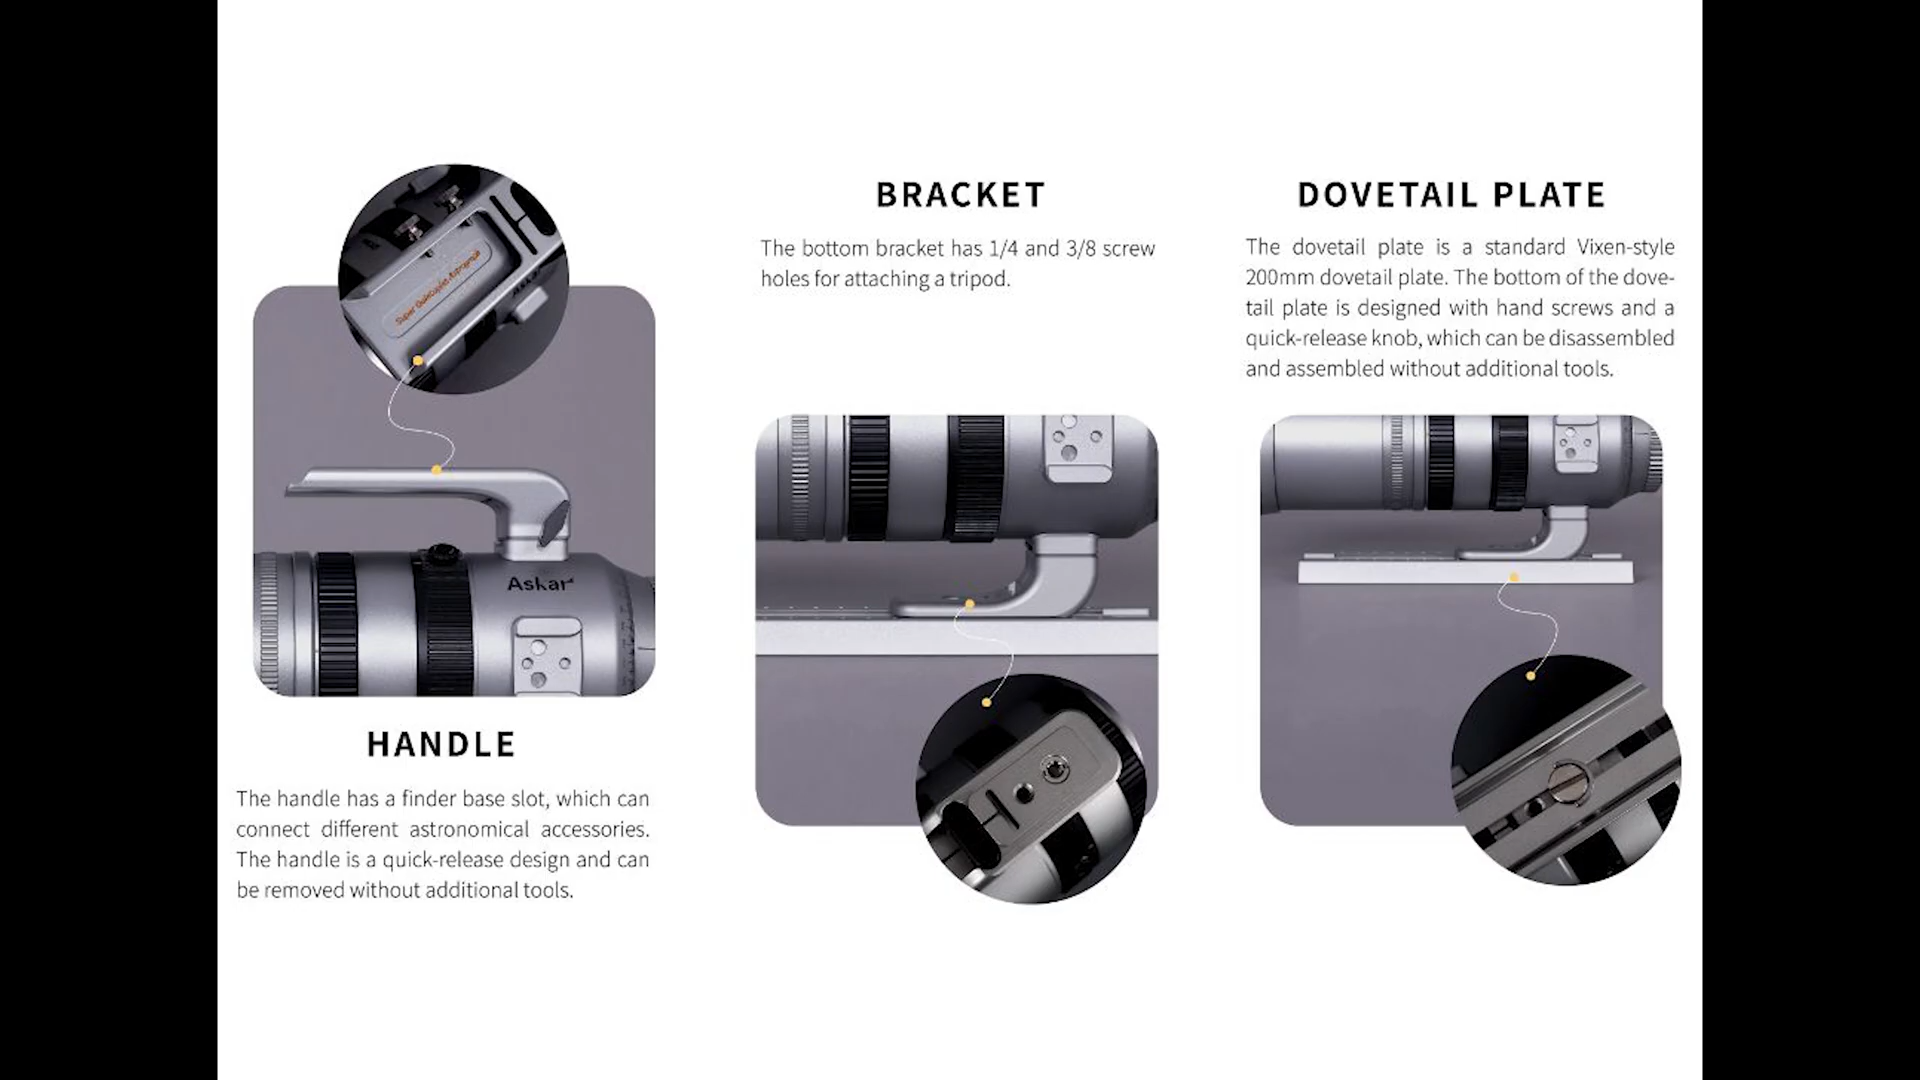 Super Quintuplet Astrograph
Askar
HANDLE
The handle has a finder base slot, which can
connect different astronomical accessories.
The handle is a quick-release design and can
be removed without additional tools.
BRACKET
The bottom bracket has 1/4 and 3/8 screw
holes for attaching a tripod.
DOVETAIL PLATE
The dovetail plate is a standard Vixen-style
200mm dovetail plate. The bottom of the dove-
tail plate is designed with hand screws and a
quick-release knob, which can be disassembled
and assembled without additional tools.